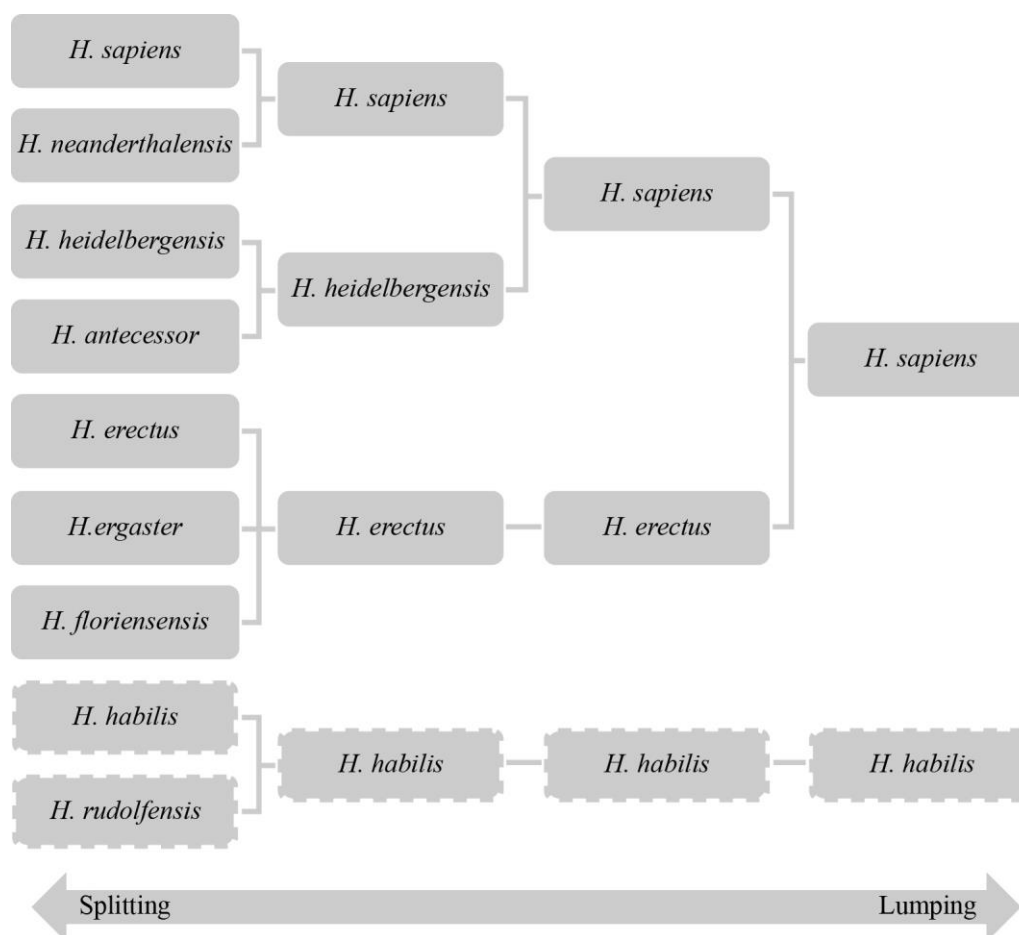 H. sapiens
H. neanderthalensis
H. heidelbergensis
H. antecessor
H. erectus
H.ergaster
H. floriensensis
H. habilis
H. rudolfensis
H. sapiens
H. heidelbergensis
H. erectus
H. habilis
H. sapiens
H. erectus
H. habilis
H. sapiens
H. habilis
Splitting
Lumping